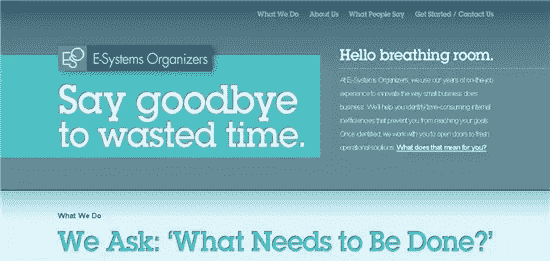 What We Do About Us What People Say Get Started / Contact Us
ESO E-Systems Organizers
Say goodbye
to wasted time.
Hello breathing room.
At E-Systems Organizers, we use our years of on-the-job
experience to innovate the way small business does
business. We'll help you identify time-consuming internal
inefficiencies that prevent you from reaching your goals.
Once identified, we work with you to open doors to fresh
operational solutions. What does that mean for you?
What We Do
We Ask: ‘What Needs to Be Done?’